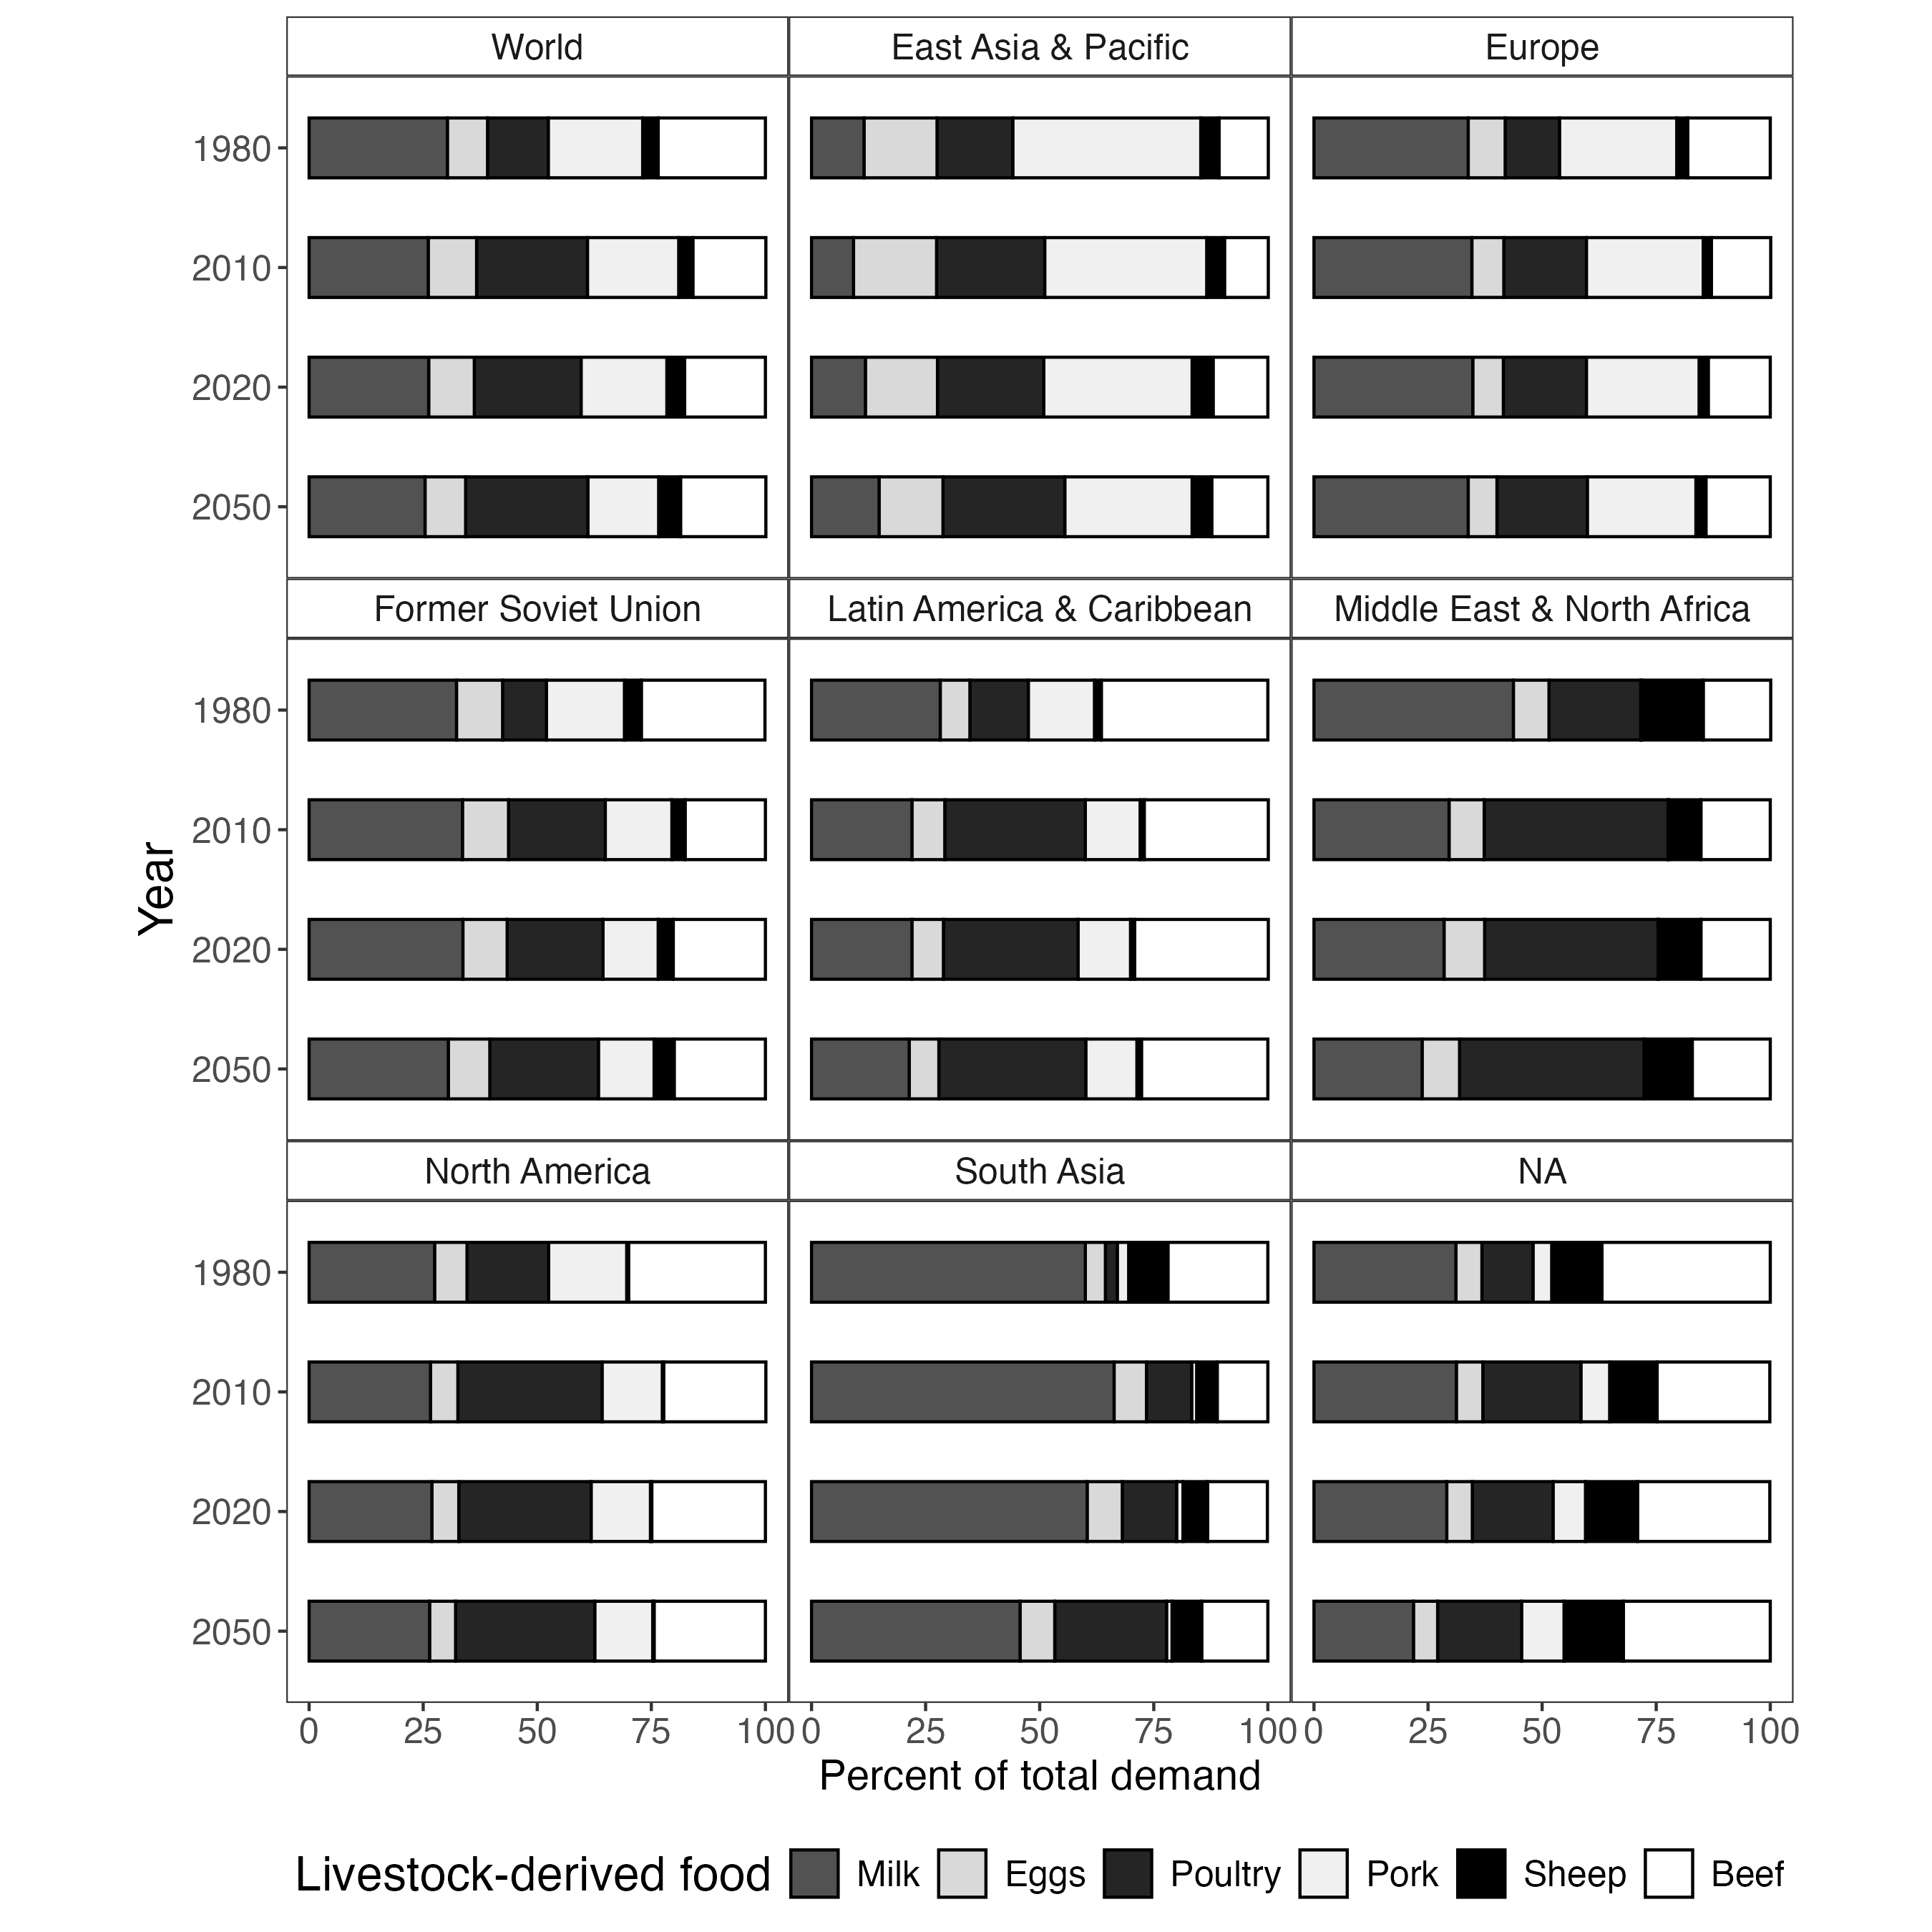 World East Asia & Pacific Europe
1980
2010
2020
2050
Former Soviet Union Latin America & Caribbean Middle East & North Africa
1980
2010
2020
2050
Year
North America South Asia NA
1980
2010
2020
2050
0 25 50 75 100 0 25 50 75 100 0 25 50 75 100
Percent of total demand
Livestock-derived food Milk Eggs Poultry Pork Sheep Beef